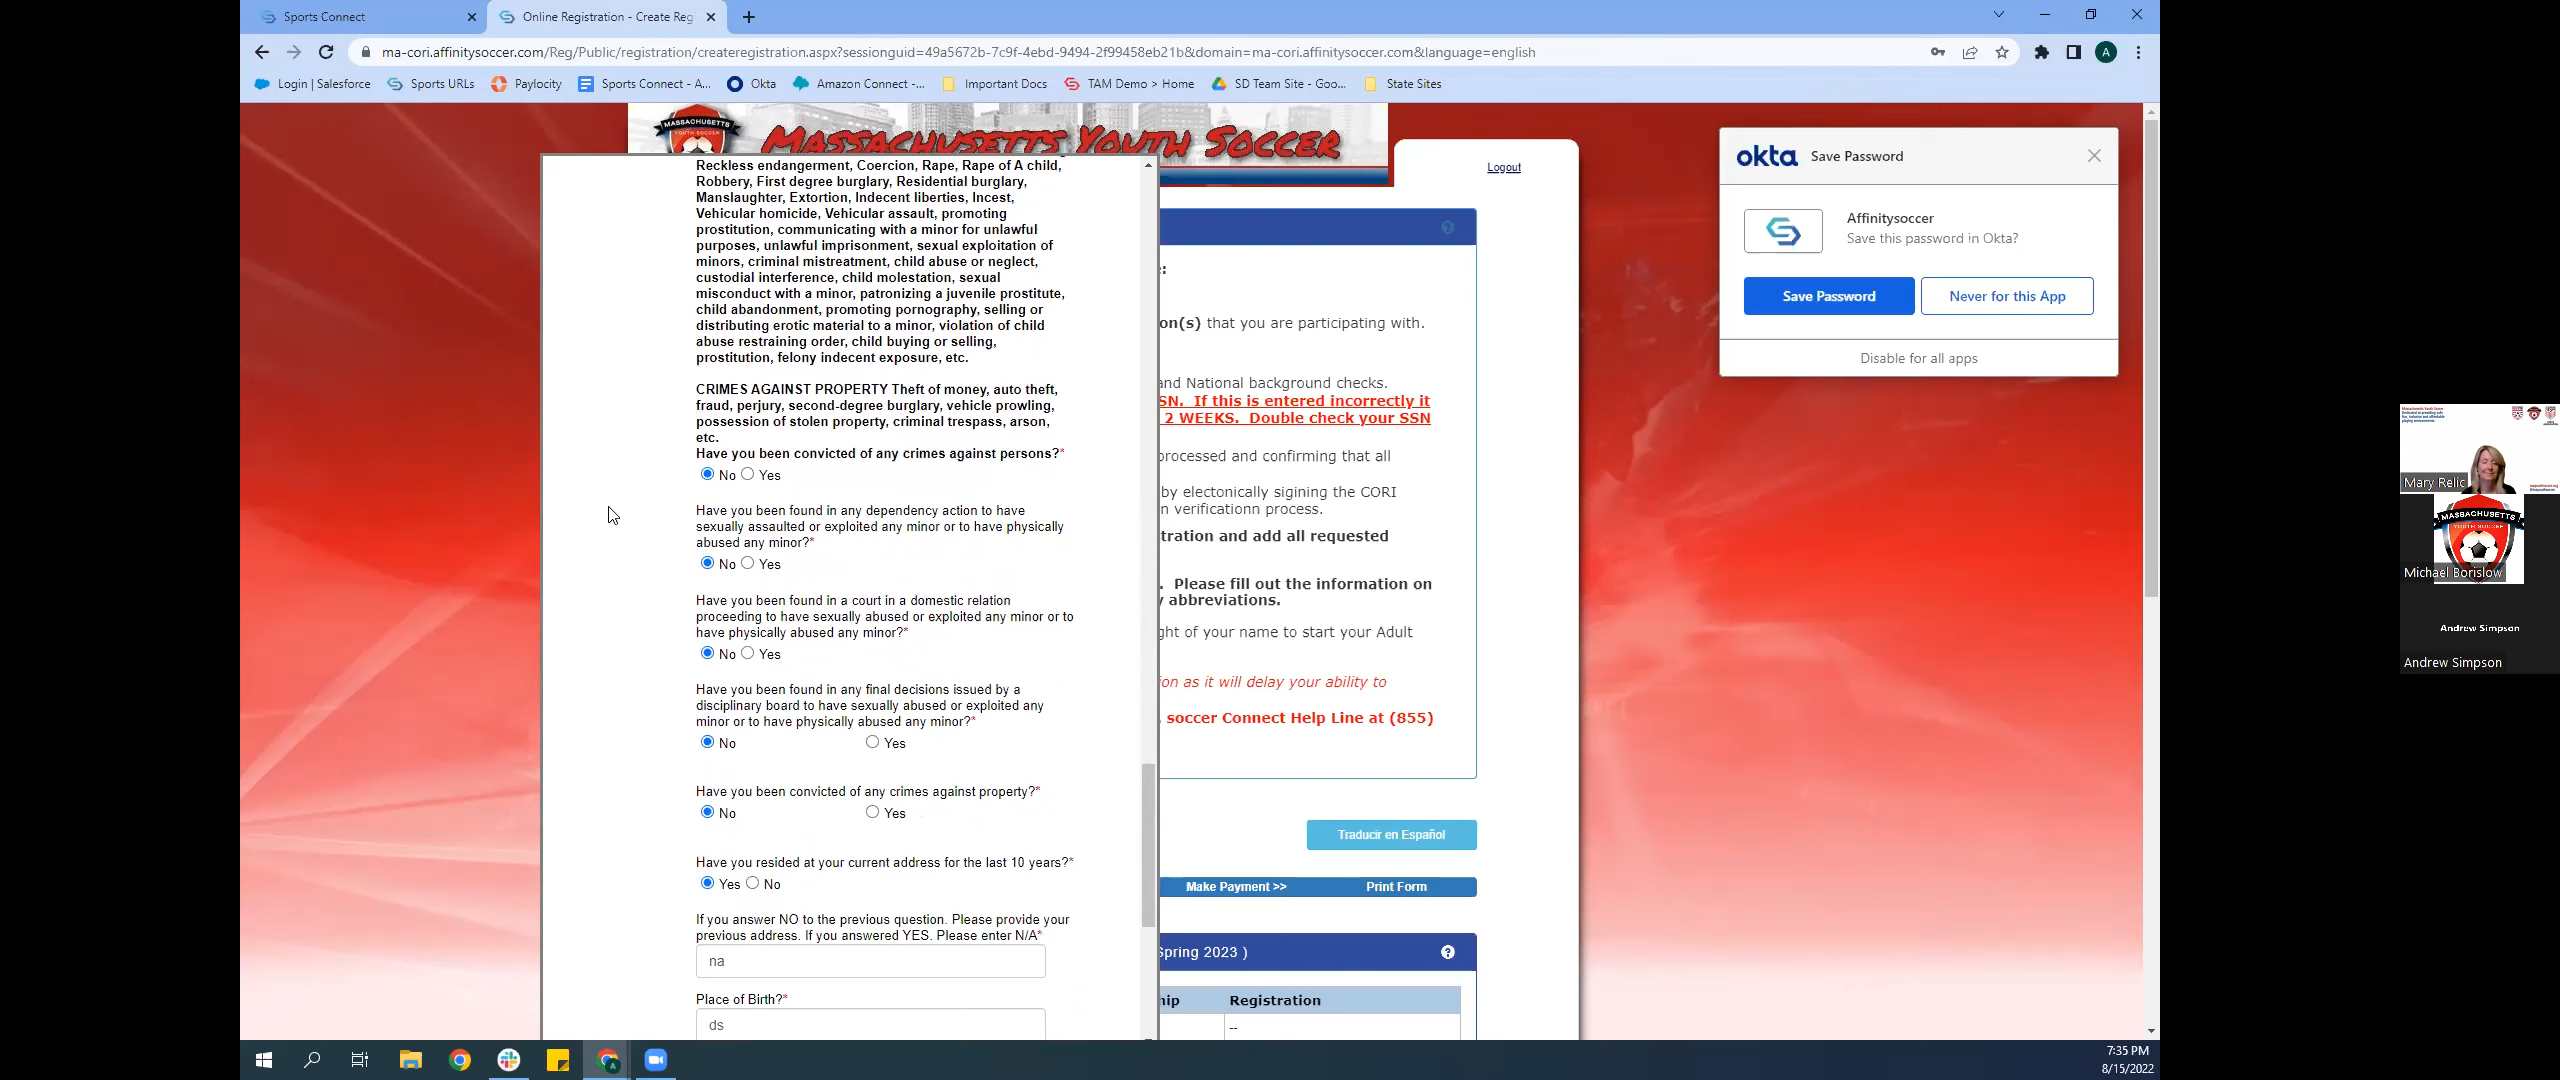 Sports Connect
Online Registration - Create Reg
ma-cori.affinitysoccer.com/Reg/Public/registration/createregistration.aspx?sessionguid=49a5672b-7c9f-4ebd-9494-2f99458eb21b&domain=ma-cori.affinitysoccer.com&language=english
A
Login | Salesforce
Sports URLs
Paylocity
Sports Connect - A...
Okta
Amazon Connect -...
Important Docs
TAM Demo > Home
SD Team Site - Goo...
State Sites
MASSACHUSETTS
YOUTH SOCCER
Massachusetts Youth Soccer
Logout
Reckless endangerment, Coercion, Rape, Rape of A child,
Robbery, First degree burglary, Residential burglary,
Manslaughter, Extortion, Indecent liberties, Incest,
Vehicular homicide, Vehicular assault, promoting
prostitution, communicating with a minor for unlawful
purposes, unlawful imprisonment, sexual exploitation of
minors, criminal mistreatment, child abuse or neglect,
custodial interference, child molestation, sexual
misconduct with a minor, patronizing a juvenile prostitute,
child abandonment, promoting pornography, selling or
distributing erotic material to a minor, violation of child
abuse restraining order, child buying or selling,
prostitution, felony indecent exposure, etc.
CRIMES AGAINST PROPERTY Theft of money, auto theft,
fraud, perjury, second-degree burglary, vehicle prowling,
possession of stolen property, criminal trespass, arson,
etc.
Have you been convicted of any crimes against persons?*
No Yes
Have you been found in any dependency action to have
sexually assaulted or exploited any minor or to have physically
abused any minor?*
No Yes
Have you been found in a court in a domestic relation
proceeding to have sexually abused or exploited any minor or to
have physically abused any minor?*
No Yes
Have you been found in any final decisions issued by a
disciplinary board to have sexually abused or exploited any
minor or to have physically abused any minor?*
No Yes
Have you been convicted of any crimes against property?*
No Yes
Have you resided at your current address for the last 10 years?*
Yes No
If you answer NO to the previous question. Please provide your
previous address. If you answered YES. Please enter N/A*
na
Place of Birth?*
ds
:
on(s) that you are participating with.
and National background checks.
SN. If this is entered incorrectly it
2 WEEKS. Double check your SSN
rocessed and confirming that all
by electonically sigining the CORI
n verificationn process.
tration and add all requested
. Please fill out the information on
y abbreviations.
ght of your name to start your Adult
ion as it will delay your ability to
soccer Connect Help Line at (855)
Traducir en Español
Make Payment >>
Print Form
Spring 2023 )
hip
Registration
--
okta Save Password
Affinitysoccer
Save this password in Okta?
Save Password
Never for this App
Disable for all apps
Mary Relic
MASSACHUSETTS
YOUTH SOCCER
Michael Borislow
Andrew Simpson
Andrew Simpson
7:35 PM
8/15/2022